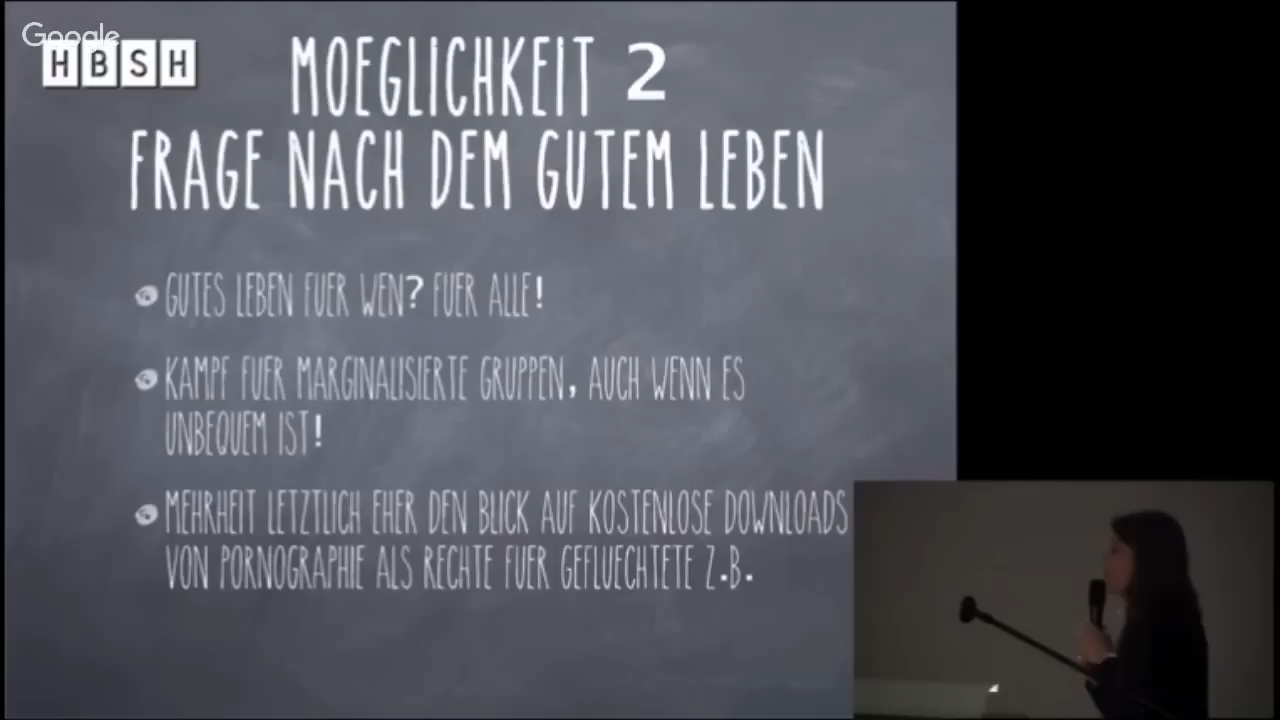 Google
HBSH
MOEGLICHKEIT 2
FRAGE NACH DEM GUTEM LEBEN
GUTES LEBEN FUER WEN? FUER ALLE!
KAMPF FUER MARGINALISIERTE GRUPPEN, AUCH WENN ES
UNBEQUEM IST!
MEHRHEIT LETZTLICH EHER DEN BLICK AUF KOSTENLOSE DOWNLOADS
VON PORNOGRAPHIE ALS RECHTE FUER GEFLUECHTETE Z.B.